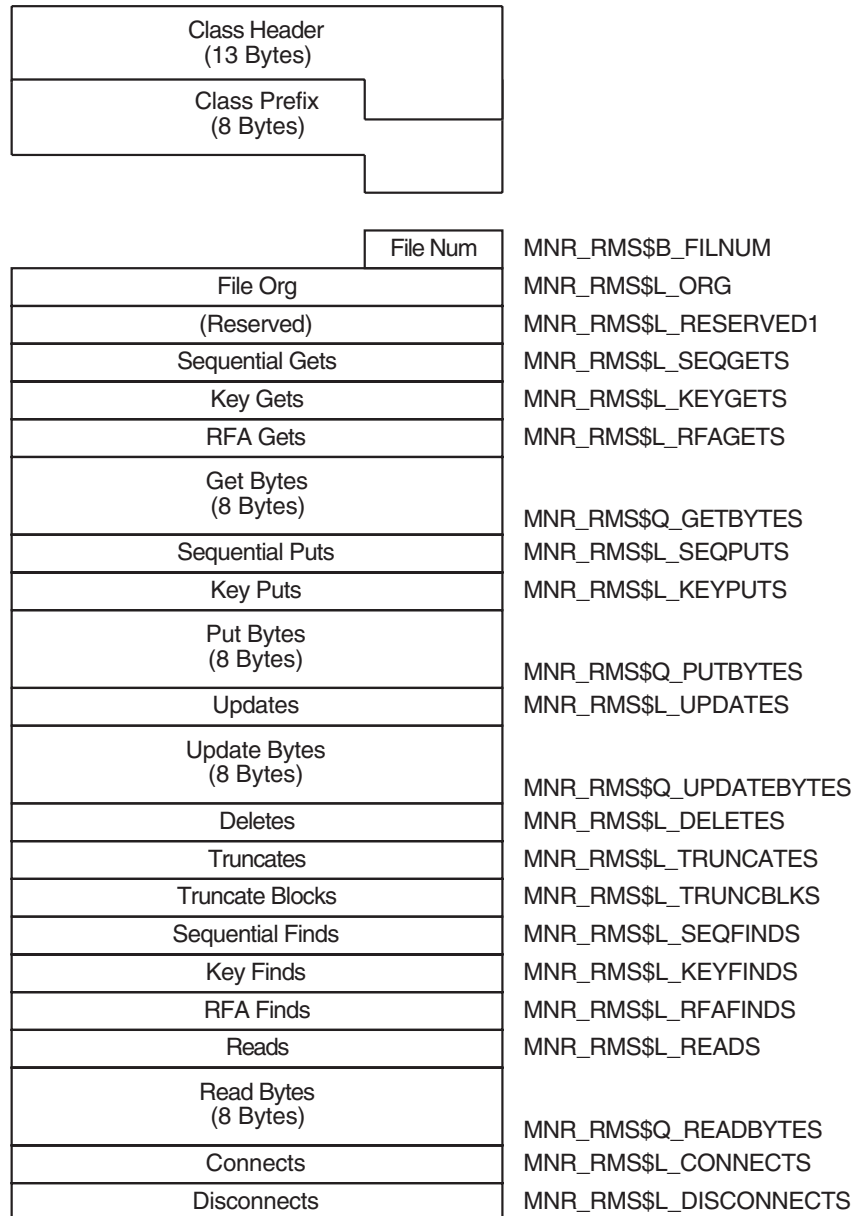 Class Header
(13 Bytes)
Class Prefix
(8 Bytes)
File Num MNR_RMS$B_FILNUM
File Org MNR_RMS$L_ORG
(Reserved) MNR_RMS$L_RESERVED1
Sequential Gets MNR_RMS$L_SEQGETS
Key Gets MNR_RMS$L_KEYGETS
RFA Gets MNR_RMS$L_RFAGETS
Get Bytes
(8 Bytes)
MNR_RMS$Q_GETBYTES
Sequential Puts MNR_RMS$L_SEQPUTS
Key Puts MNR_RMS$L_KEYPUTS
Put Bytes
(8 Bytes)
MNR_RMS$Q_PUTBYTES
Updates MNR_RMS$L_UPDATES
Update Bytes
(8 Bytes)
MNR_RMS$Q_UPDATEBYTES
Deletes MNR_RMS$L_DELETES
Truncates MNR_RMS$L_TRUNCATES
Truncate Blocks MNR_RMS$L_TRUNCBLKS
Sequential Finds MNR_RMS$L_SEQFINDS
Key Finds MNR_RMS$L_KEYFINDS
RFA Finds MNR_RMS$L_RFAFINDS
Reads MNR_RMS$L_READS
Read Bytes
(8 Bytes)
MNR_RMS$Q_READBYTES
Connects MNR_RMS$L_CONNECTS
Disconnects MNR_RMS$L_DISCONNECTS